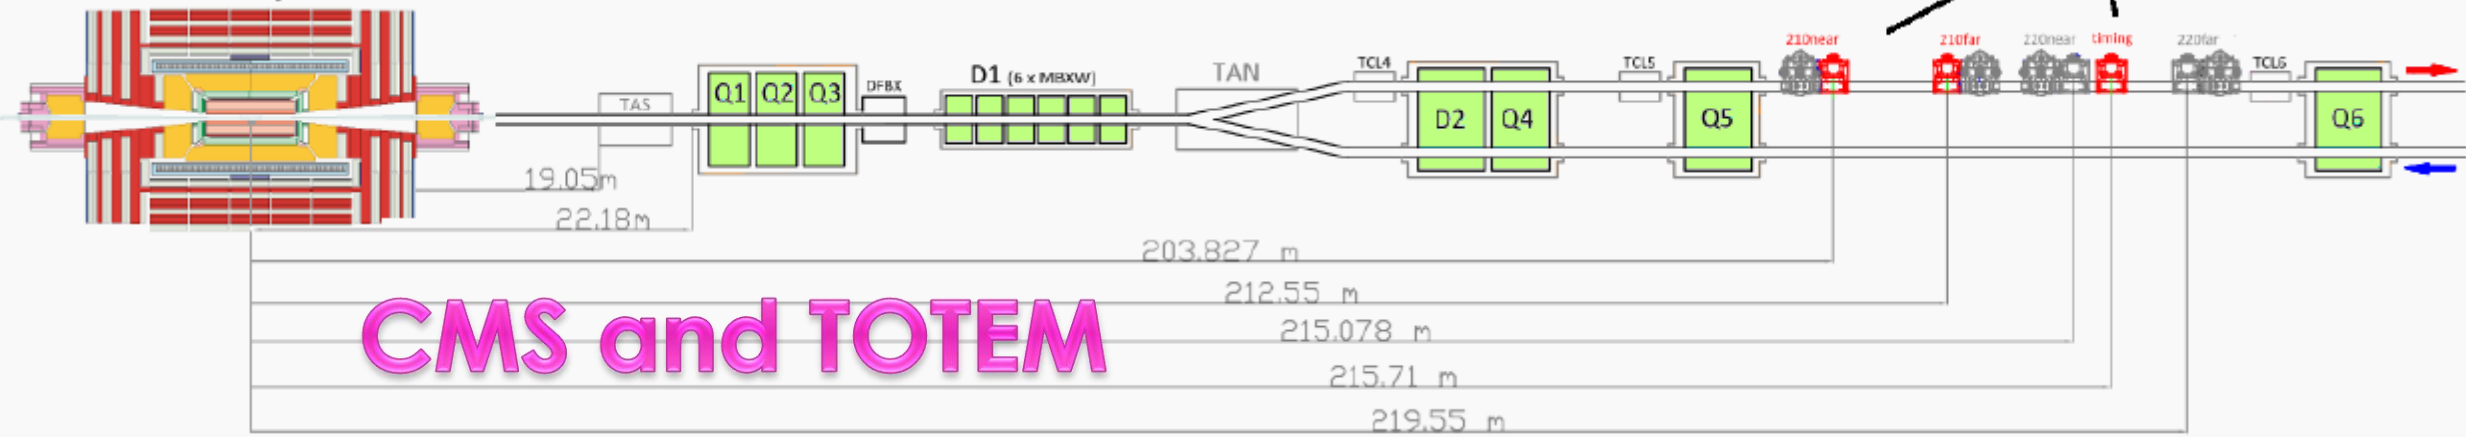 210near
210far
220near
timing
220far
TAS
Q1
Q2
Q3
DFBX
D1 (6 x MBXW)
TAN
TCL4
D2
Q4
TCL5
Q5
TCL6
Q6
19.05m
22.18m
203.827 m
212.55 m
215.078 m
215.71 m
219.55 m
CMS and TOTEM